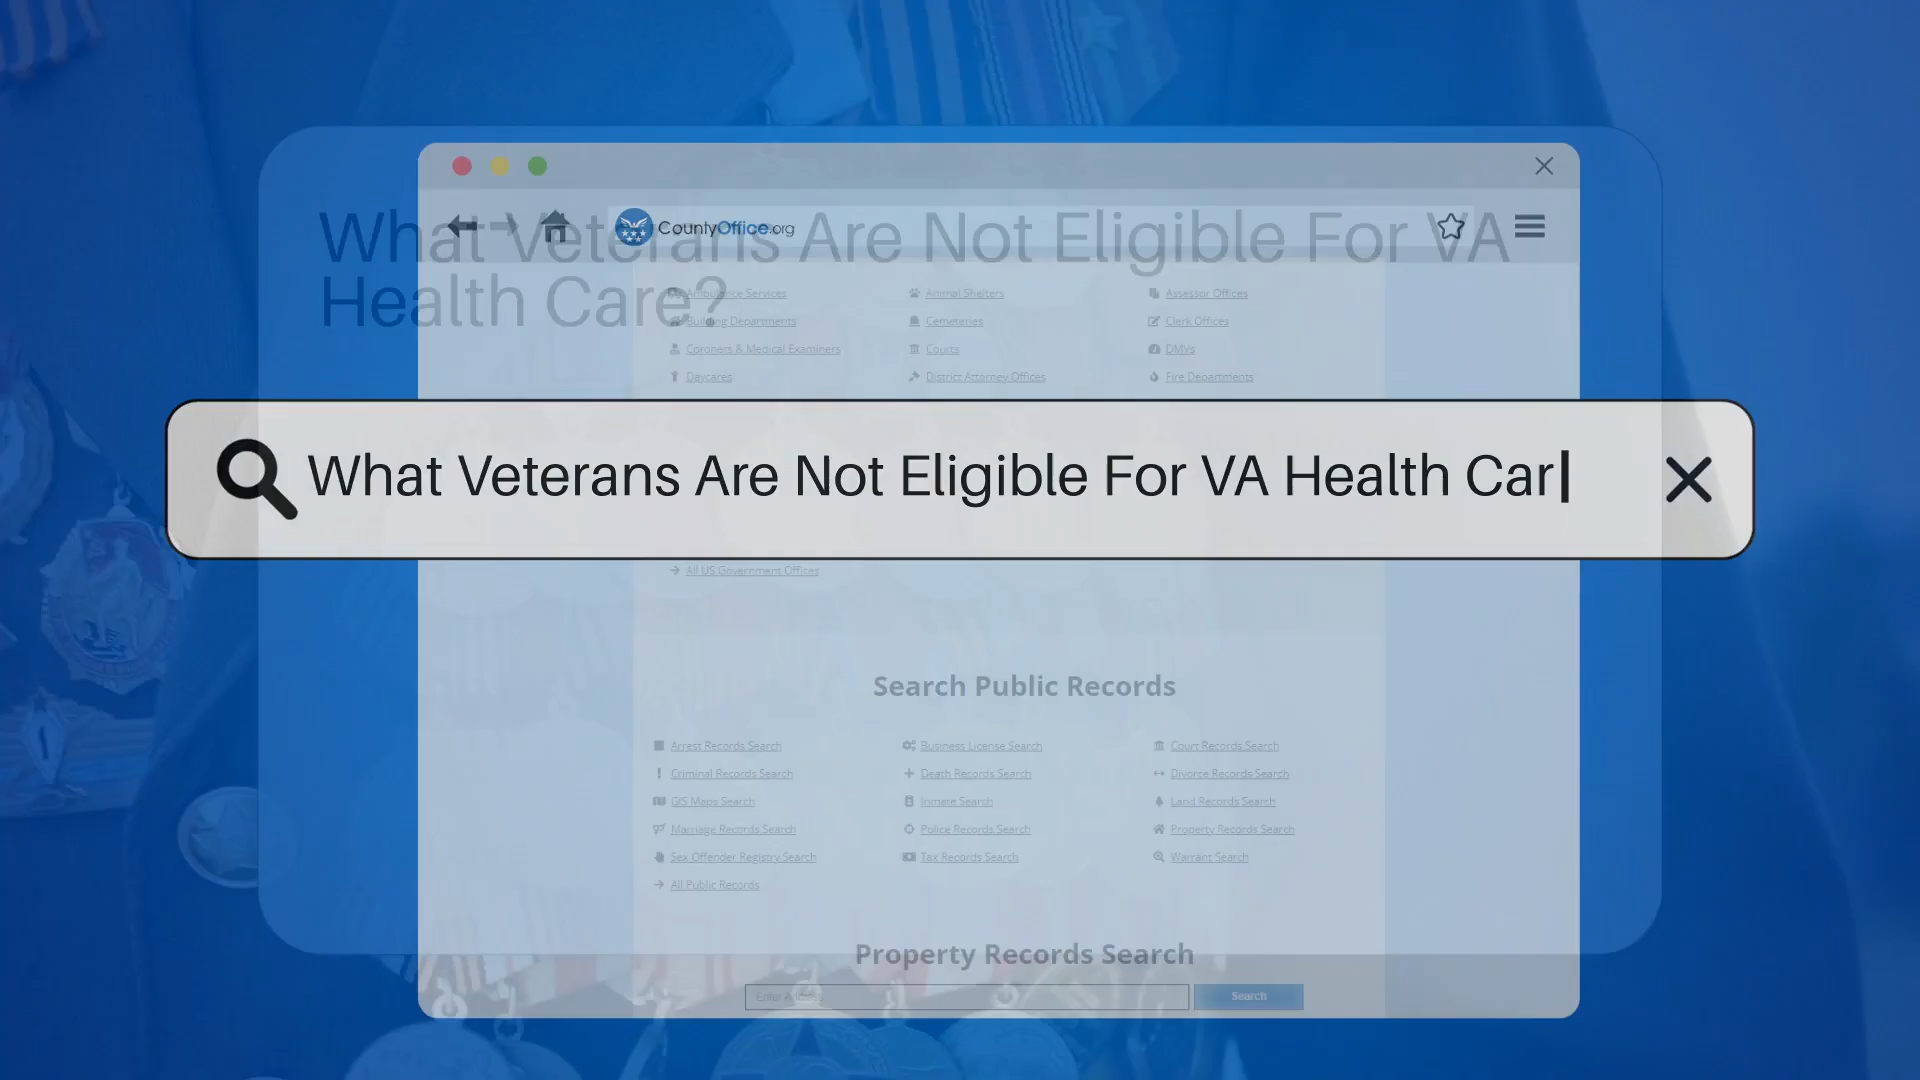 CountyOffice.org
What Veterans Are Not Eligible For VA
Health Care?
Ambulance Services
Animal Shelters
Assessor Offices
Building Departments
Cemeteries
Clerk Offices
Coroners & Medical Examiners
Courts
DMVs
Daycares
District Attorney Offices
Fire Departments
What Veterans Are Not Eligible For VA Health Car
All US Government Offices
Search Public Records
Arrest Records Search
Business License Search
Court Records Search
Criminal Records Search
Death Records Search
Divorce Records Search
GIS Maps Search
Inmate Search
Land Records Search
Marriage Records Search
Police Records Search
Property Records Search
Sex Offender Registry Search
Tax Records Search
Warrant Search
All Public Records
Property Records Search
Enter Address
Search